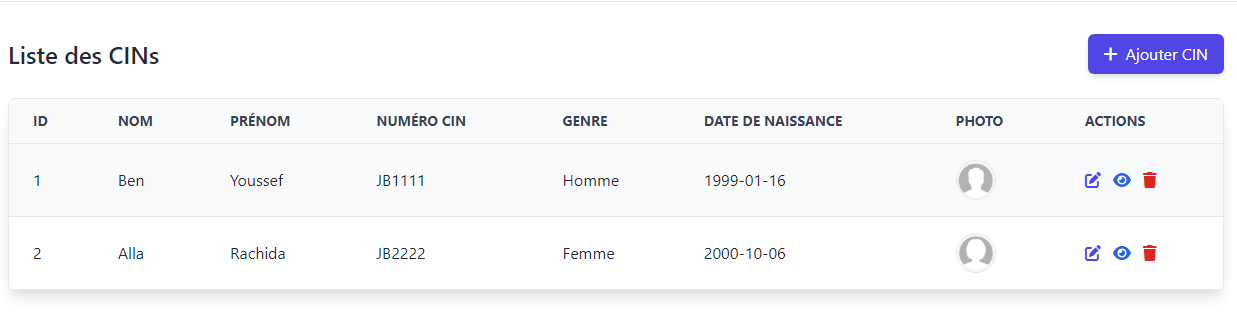 Liste des CINs
Ajouter CIN
ID NOM PRÉNOM NUMÉRO CIN GENRE DATE DE NAISSANCE PHOTO ACTIONS
1 Ben Youssef JB1111 Homme 1999-01-16
2 Alla Rachida JB2222 Femme 2000-10-06